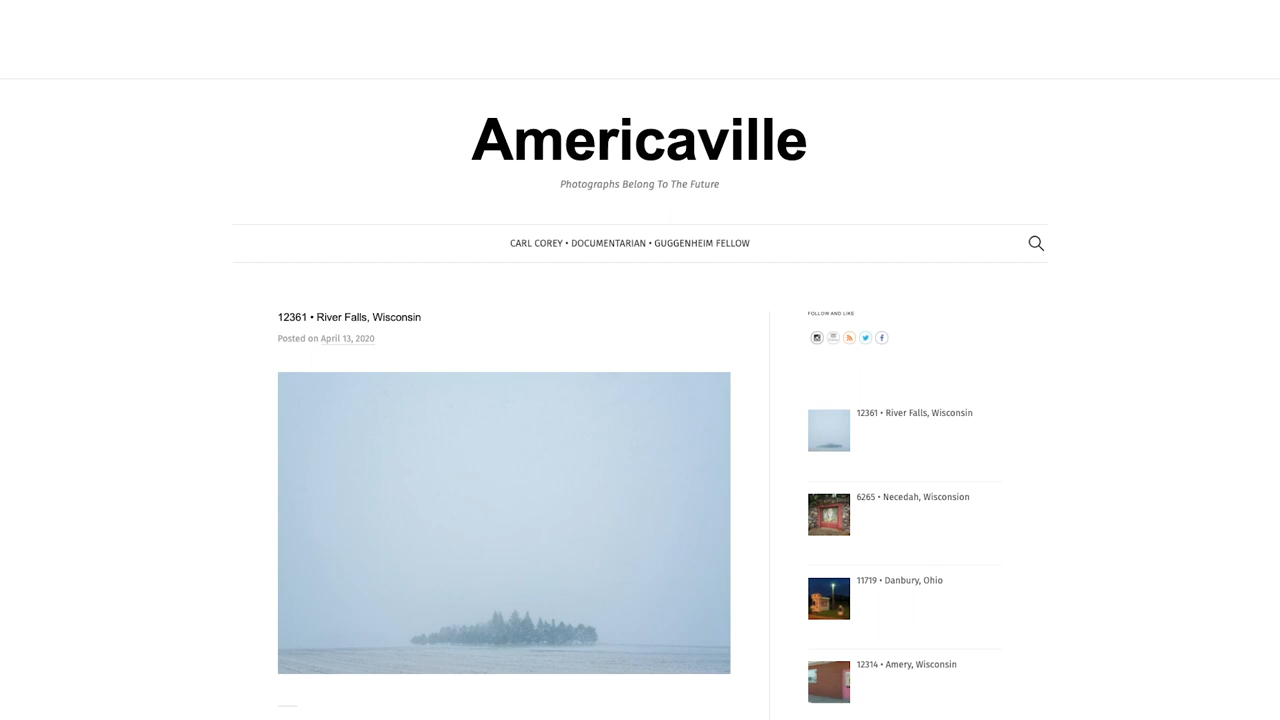 Americaville
Photographs Belong To The Future
CARL COREY • DOCUMENTARIAN • GUGGENHEIM FELLOW
12361 • River Falls, Wisconsin
Posted on April 13, 2020
FOLLOW AND LIKE
12361 • River Falls, Wisconsin
6265 • Necedah, Wisconsion
11719 • Danbury, Ohio
12314 • Amery, Wisconsin